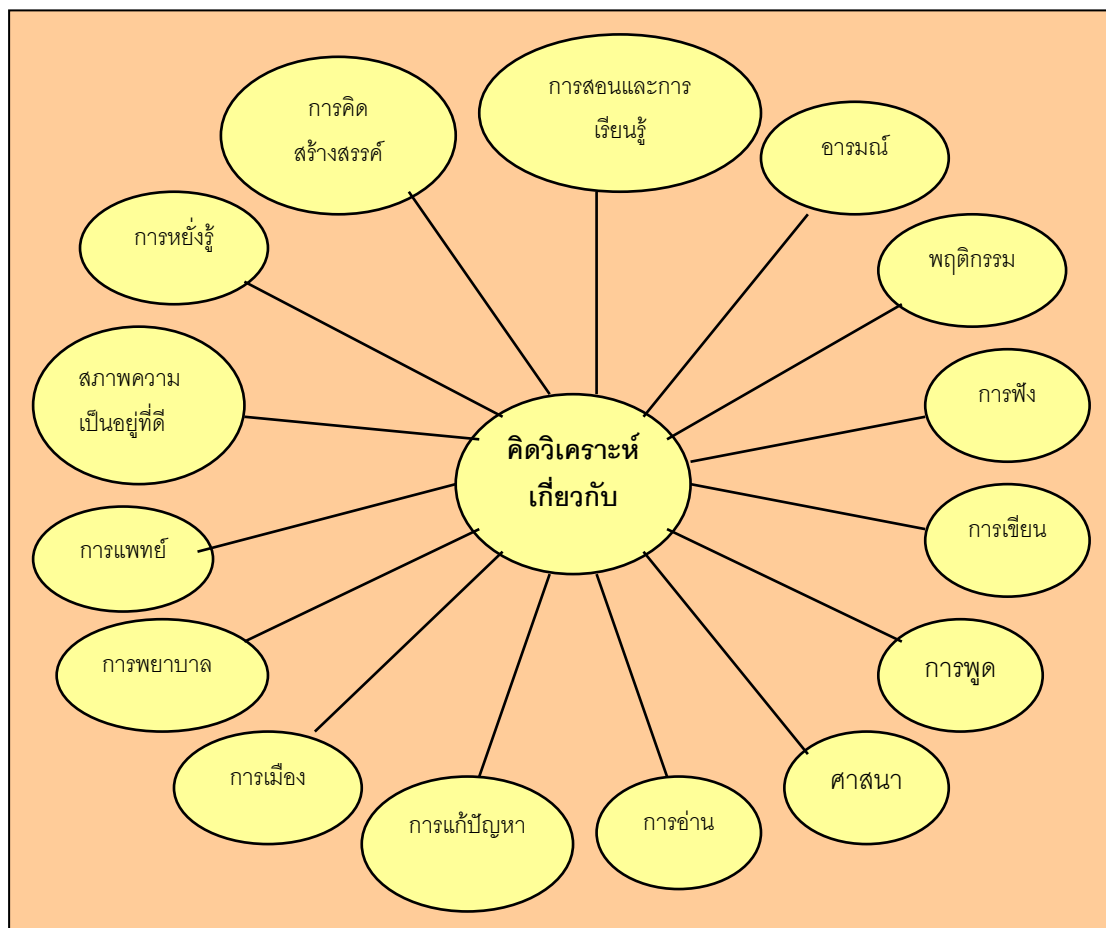 การสอนและการ
เรียนรู้
การคิด
สร้างสรรค์
อารมณ์
การหยั่งรู้
พฤติกรรม
สภาพความ
เป็นอยู่ที่ดี
การฟัง
คิดวิเคราะห์
เกี่ยวกับ
การเขียน
การแพทย์
การพยาบาล
การพูด
การเมือง
ศาสนา
การแก้ปัญหา
การอ่าน